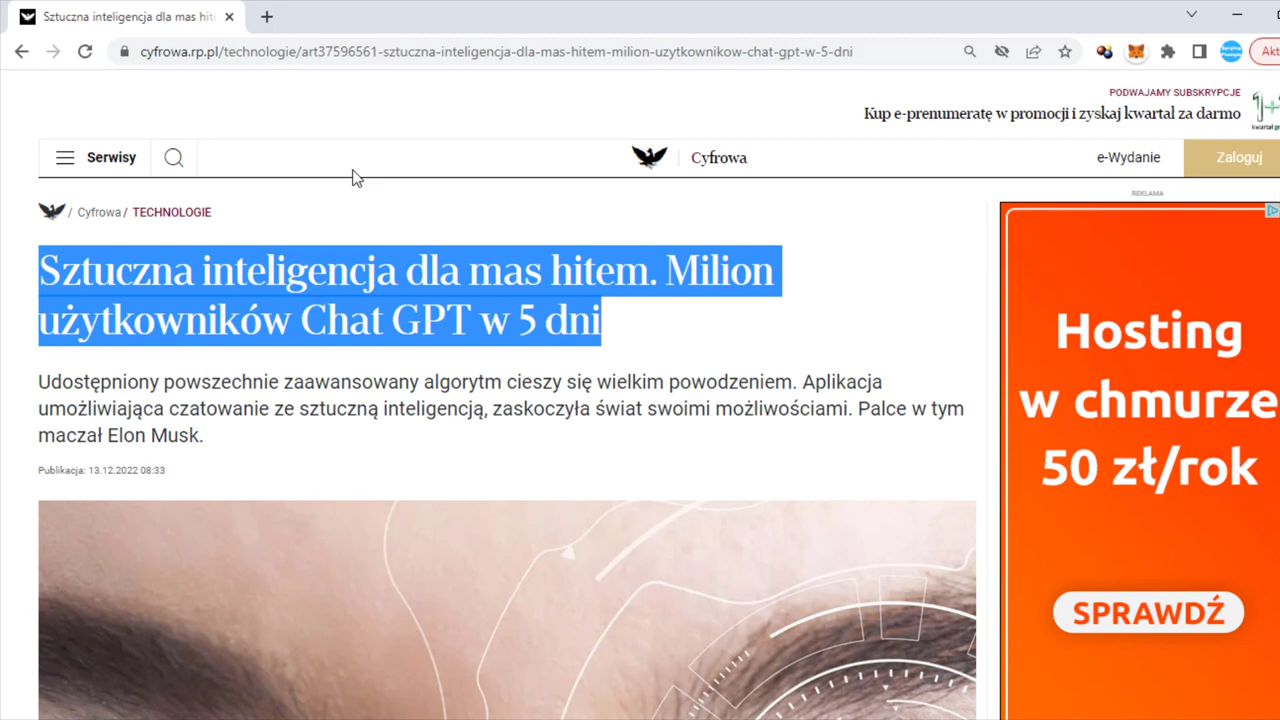 Sztuczna inteligencja dla mas hit
cyfrowa.rp.pl/technologie/art37596561-sztuczna-inteligencja-dla-mas-hitem-milion-uzytkownikow-chat-gpt-w-5-dni
Akt
PODWAJAMY SUBSKRYPCJE
Kup e-prenumeratę w promocji i zyskaj kwartał za darmo
1+
Serwisy
Cyfrowa
e-Wydanie
Zaloguj
/ Cyfrowa / TECHNOLOGIE
REKLAMA
Sztuczna inteligencja dla mas hitem. Milion
użytkowników Chat GPT w 5 dni
Udostępniony powszechnie zaawansowany algorytm cieszy się wielkim powodzeniem. Aplikacja
umożliwiająca czatowanie ze sztuczną inteligencją, zaskoczyła świat swoimi możliwościami. Palce w tym
maczał Elon Musk.
Publikacja: 13.12.2022 08:33
Hosting
w chmurze
50 zł/rok
SPRAWDŹ